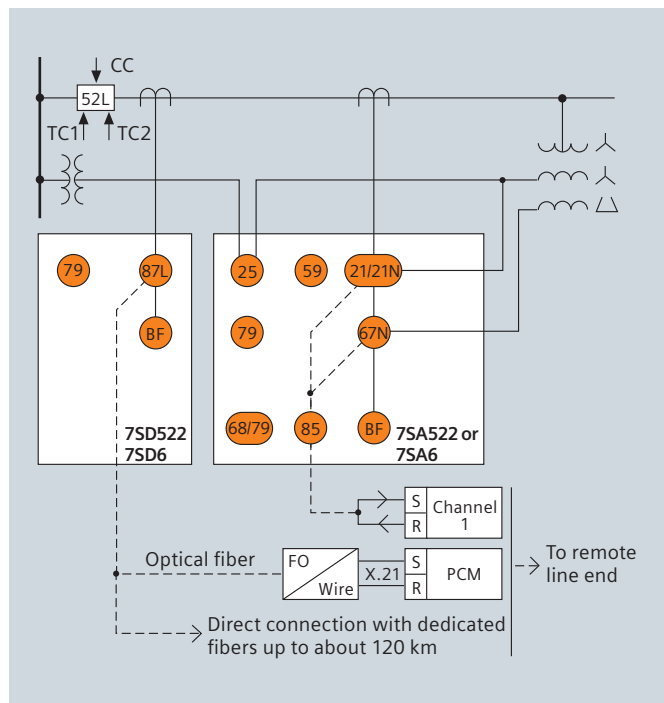 CC
52L
TC1
TC2
79
87L
BF
25
59
21/21N
79
67N
68/79
85
BF
7SD522
7SD6
7SA522 or
7SA6
S
R
Channel
1
Optical fiber
FO
Wire
X.21
S
R
PCM
To remote
line end
Direct connection with dedicated
fibers up to about 120 km